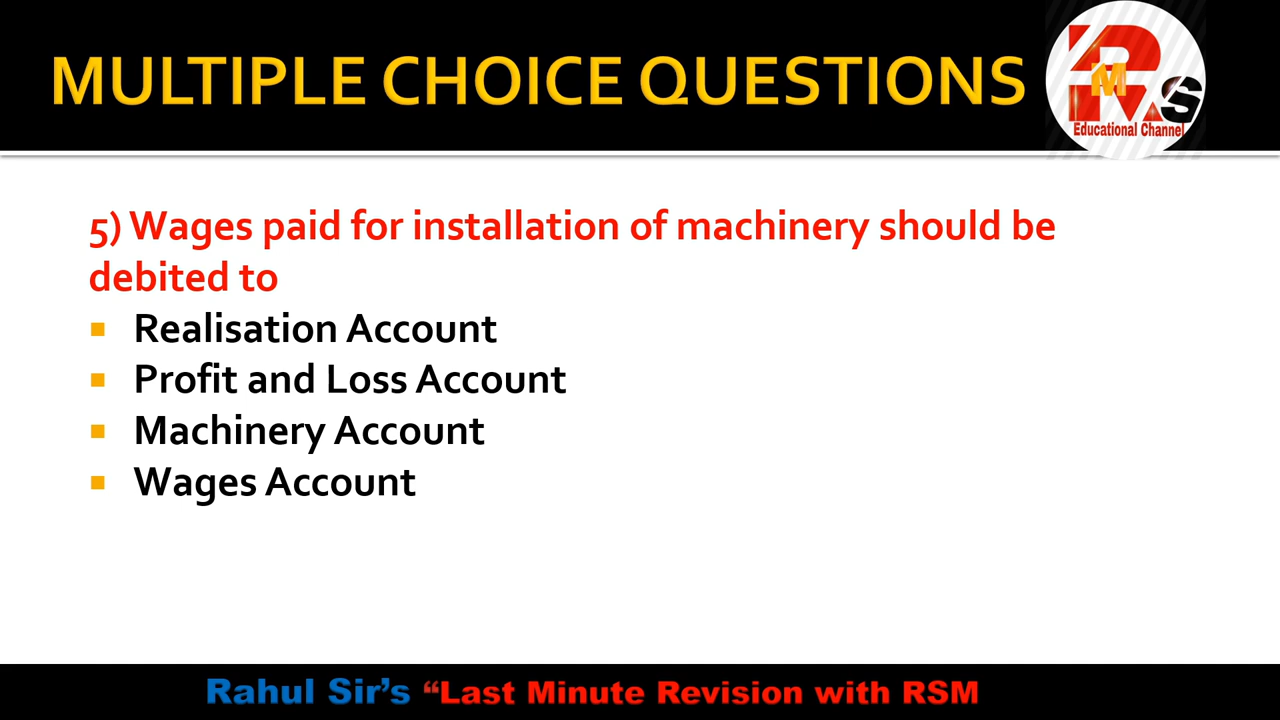 MULTIPLE CHOICE QUESTIONS
RMS
Educational Channel
5) Wages paid for installation of machinery should be
debited to
Realisation Account
Profit and Loss Account
Machinery Account
Wages Account
Rahul Sir’s “Last Minute Revision with RSM